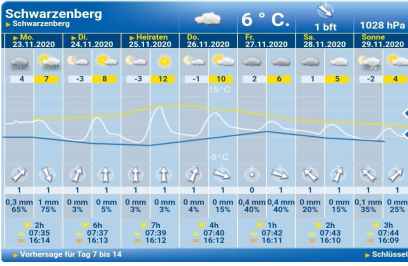 Schwarzenberg
Schwarzenberg
6 ° C.
1 bft
1028 hPa
Mo. Di. Heiraten Do. Fr. Sa. Sonne
23.11.2020 24.11.2020 25.11.2020 26.11.2020 27.11.2020 28.11.2020 29.11.2020
4 7 -3 8 -3 12 -1 10 2 6 1 5 -2 4
15°C
-5°C
1 1 1 1 1 1 1 1 0 1 1 1 1 1
0,3 mm 1 mm 0 mm 0 mm 0 mm 0 mm 0 mm 0 mm 0,4 mm 0,4 mm 0 mm 0 mm 0,1 mm 0 mm
65% 75% 3% 5% 3% 3% 4% 15% 40% 40% 20% 15% 35% 25%
2h 6h 7h 4h 1h 2h 3h
07:35 07:37 07:39 07:40 07:42 07:43 07:44
16:14 16:13 16:12 16:12 16:11 16:10 16:09
Vorhersage für Tag 7 bis 14
Schlüssel